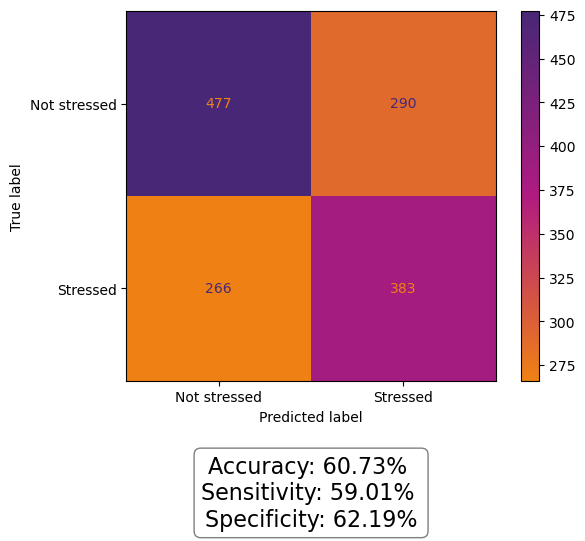 475
450
Not stressed
477
290
425
400
True label
375
350
325
Stressed
266
383
300
275
Not stressed
Stressed
Predicted label
Accuracy: 60.73%
Sensitivity: 59.01%
Specificity: 62.19%